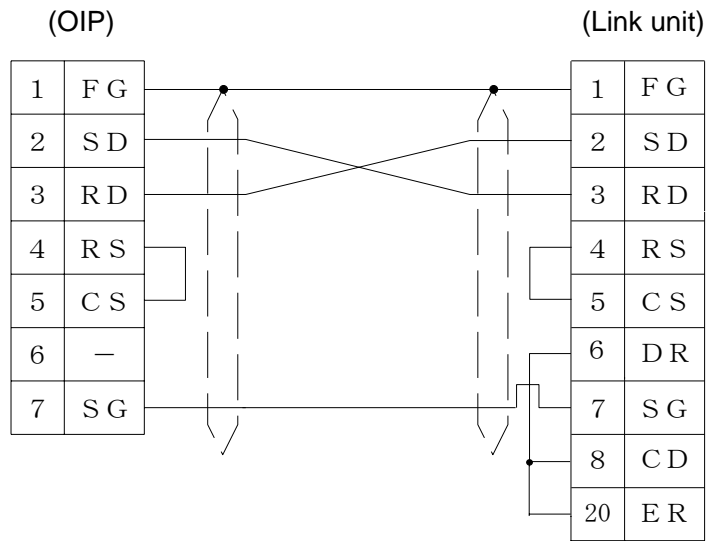 (OIP) (Link unit)
1 FG 1 FG
2 SD 2 SD
3 RD 3 RD
4 RS 4 RS
5 CS 5 CS
6 − 6 DR
7 SG 7 SG
8 CD
20 ER